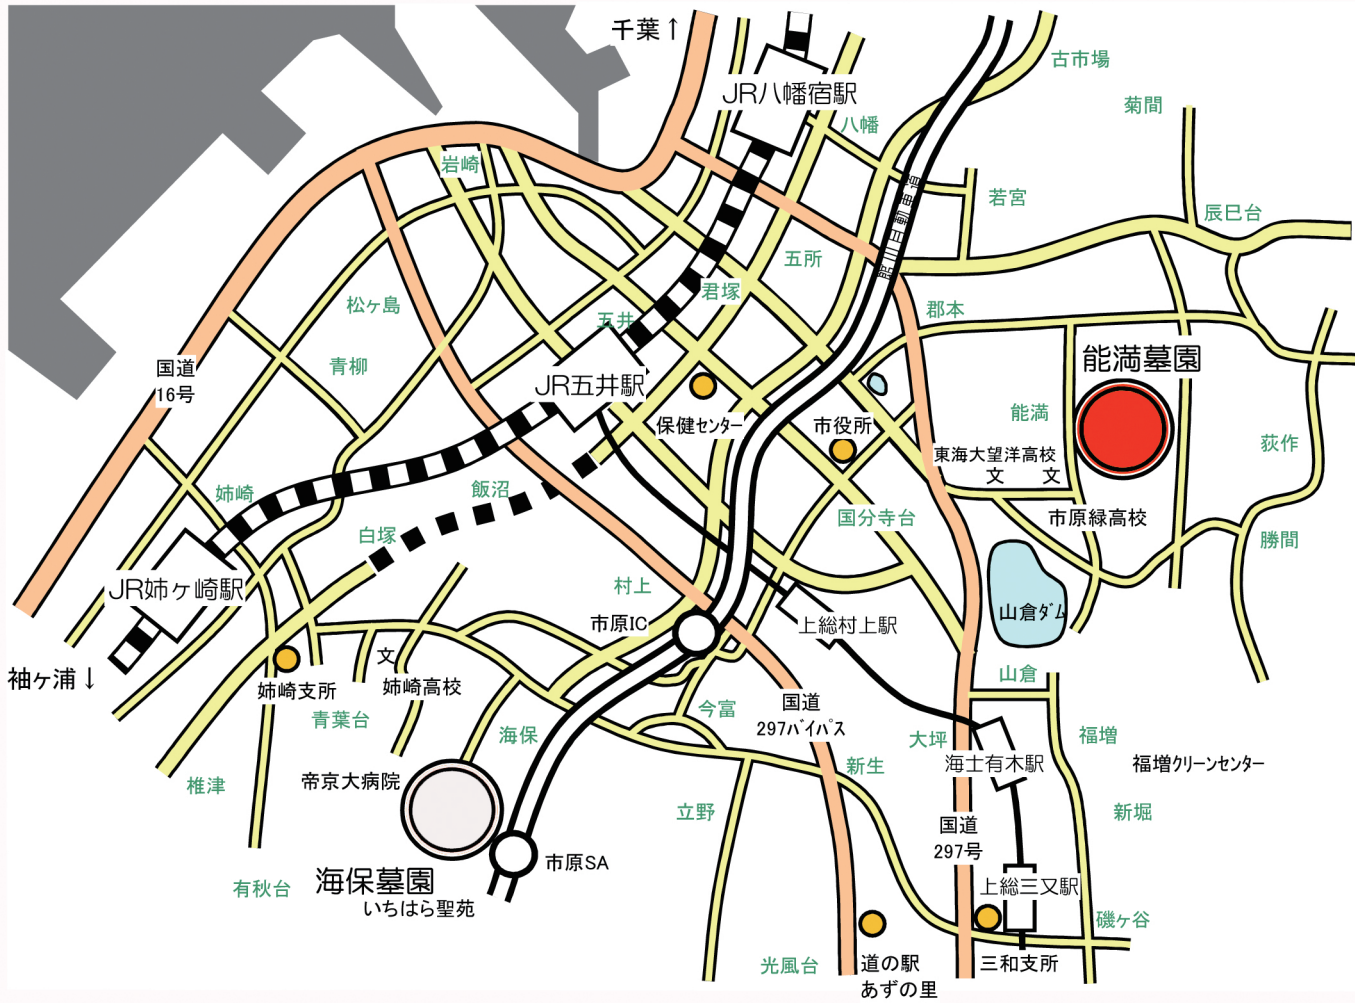 千葉↑
古市場
JR八幡宿駅
菊間
八幡
岩崎
若宮
辰巳台
館山自動車道
五所
君塚
松ヶ島
五井
郡本
国道
16号
青柳
JR五井駅
能満墓園
能満
保健センター
市役所
荻作
東海大望洋高校
文
文
姉崎
飯沼
国分寺台
市原緑高校
白塚
勝間
JR姉ヶ崎駅
村上
市原IC
上総村上駅
山倉ダム
袖ヶ浦↓
姉崎支所
文
姉崎高校
山倉
青葉台
今富
国道
297バイパス
海保
大坪
福増
海士有木駅
福増クリーンセンター
帝京大病院
新生
椎津
立野
新堀
国道
297号
市原SA
海保墓園
いちはら聖苑
有秋台
上総三又駅
磯ヶ谷
光風台
道の駅
あずの里
三和支所